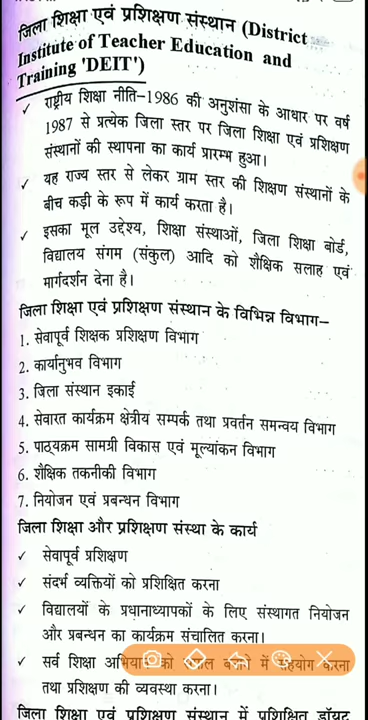 जिला शिक्षा एवं प्रशिक्षण संस्थान (District
Institute of Teacher Education and
Training 'DEIT')
✓ राष्ट्रीय शिक्षा नीति–1986 की अनुशंसा के आधार पर वर्ष
1987 से प्रत्येक जिला स्तर पर जिला शिक्षा एवं प्रशिक्षण
संस्थानों की स्थापना का कार्य प्रारम्भ हुआ।
✓ यह राज्य स्तर से लेकर ग्राम स्तर की शिक्षण संस्थानों के
बीच कड़ी के रूप में कार्य करता है।
✓ इसका मूल उद्देश्य, शिक्षा संस्थाओं, जिला शिक्षा बोर्ड,
विद्यालय संगम (संकुल) आदि को शैक्षिक सलाह एवं
मार्गदर्शन देना है।
जिला शिक्षा एवं प्रशिक्षण संस्थान के विभिन्न विभाग–
1. सेवापूर्व शिक्षक प्रशिक्षण विभाग
2. कार्यानुभव विभाग
3. जिला संस्थान इकाई
4. सेवारत कार्यक्रम क्षेत्रीय सम्पर्क तथा प्रवर्तन समन्वय विभाग
5. पाठ्यक्रम सामग्री विकास एवं मूल्यांकन विभाग
6. शैक्षिक तकनीकी विभाग
7. नियोजन एवं प्रबन्धन विभाग
जिला शिक्षा और प्रशिक्षण संस्था के कार्य
✓ सेवापूर्व प्रशिक्षण
✓ संदर्भ व्यक्तियों को प्रशिक्षित करना
✓ विद्यालयों के प्रधानाध्यापकों के लिए संस्थागत नियोजन
और प्रबन्धन का कार्यक्रम संचालित करना।
✓ सर्व शिक्षा अभियान को में सहयोग करना
तथा प्रशिक्षण की व्यवस्था करना।
जिला शिक्षा एवं प्रशिक्षण संस्थान में प्रशिक्षित डॉयट